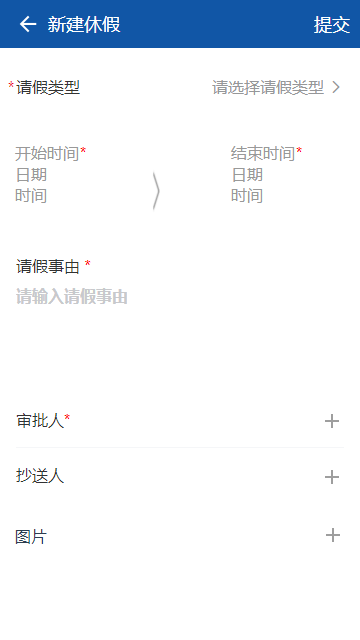 新建休假 提交
*请假类型 请选择请假类型
开始时间* 结束时间*
日期 日期
时间 时间
请假事由 *
请输入请假事由
审批人*
抄送人
图片